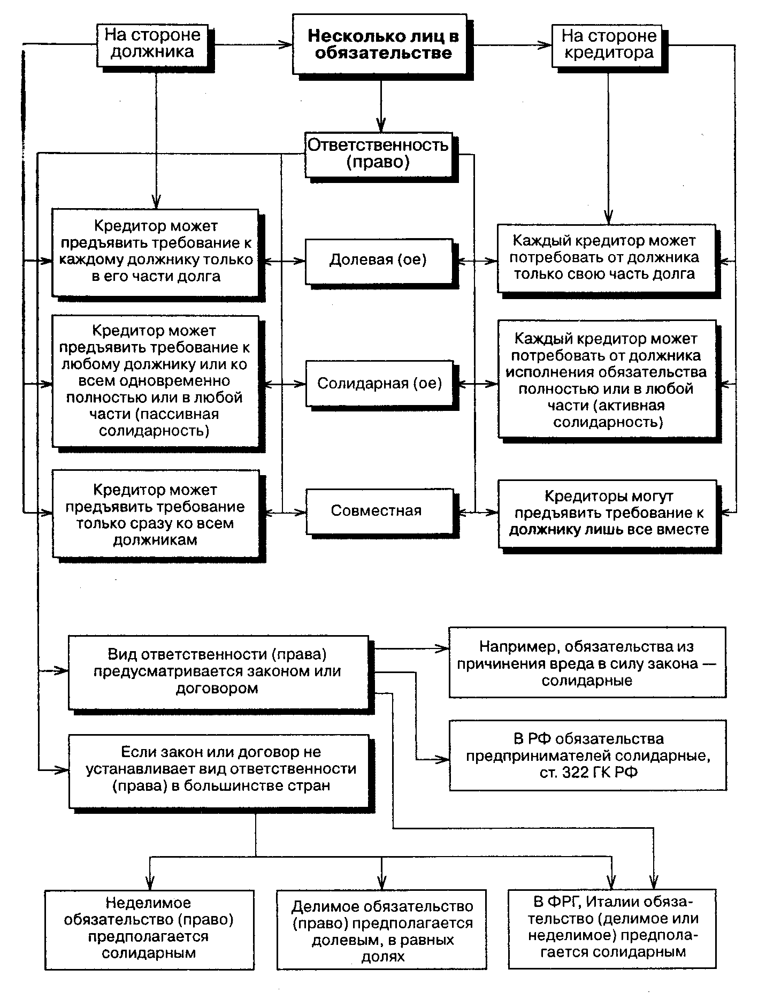 На стороне
должника
Несколько лиц в
обязательстве
На стороне
кредитора
Ответственность
(право)
Кредитор может
предъявить требование к
каждому должнику только
в его части долга
Долевая (ое)
Каждый кредитор может
потребовать от должника
только свою часть долга
Кредитор может
предъявить требование к
любому должнику или ко
всем одновременно
полностью или в любой
части (пассивная
солидарность)
Солидарная (ое)
Каждый кредитор может
потребовать от должника
исполнения обязательства
полностью или в любой
части (активная
солидарность)
Кредитор может
предъявить требование
только сразу ко всем
должникам
Совместная
Кредиторы могут
предъявить требование к
должнику лишь все вместе
Вид ответственности (права)
предусматривается законом или
договором
Например, обязательства из
причинения вреда в силу закона —
солидарные
В РФ обязательства
предпринимателей солидарные,
ст. 322 ГК РФ
Если закон или договор не
устанавливает вид ответственности
(права) в большинстве стран
Неделимое
обязательство (право)
предполагается
солидарным
Делимое обязательство
(право) предполагается
долевым, в равных
долях
В ФРГ, Италии обяза-
тельство (делимое или
неделимое) предпола-
гается солидарным